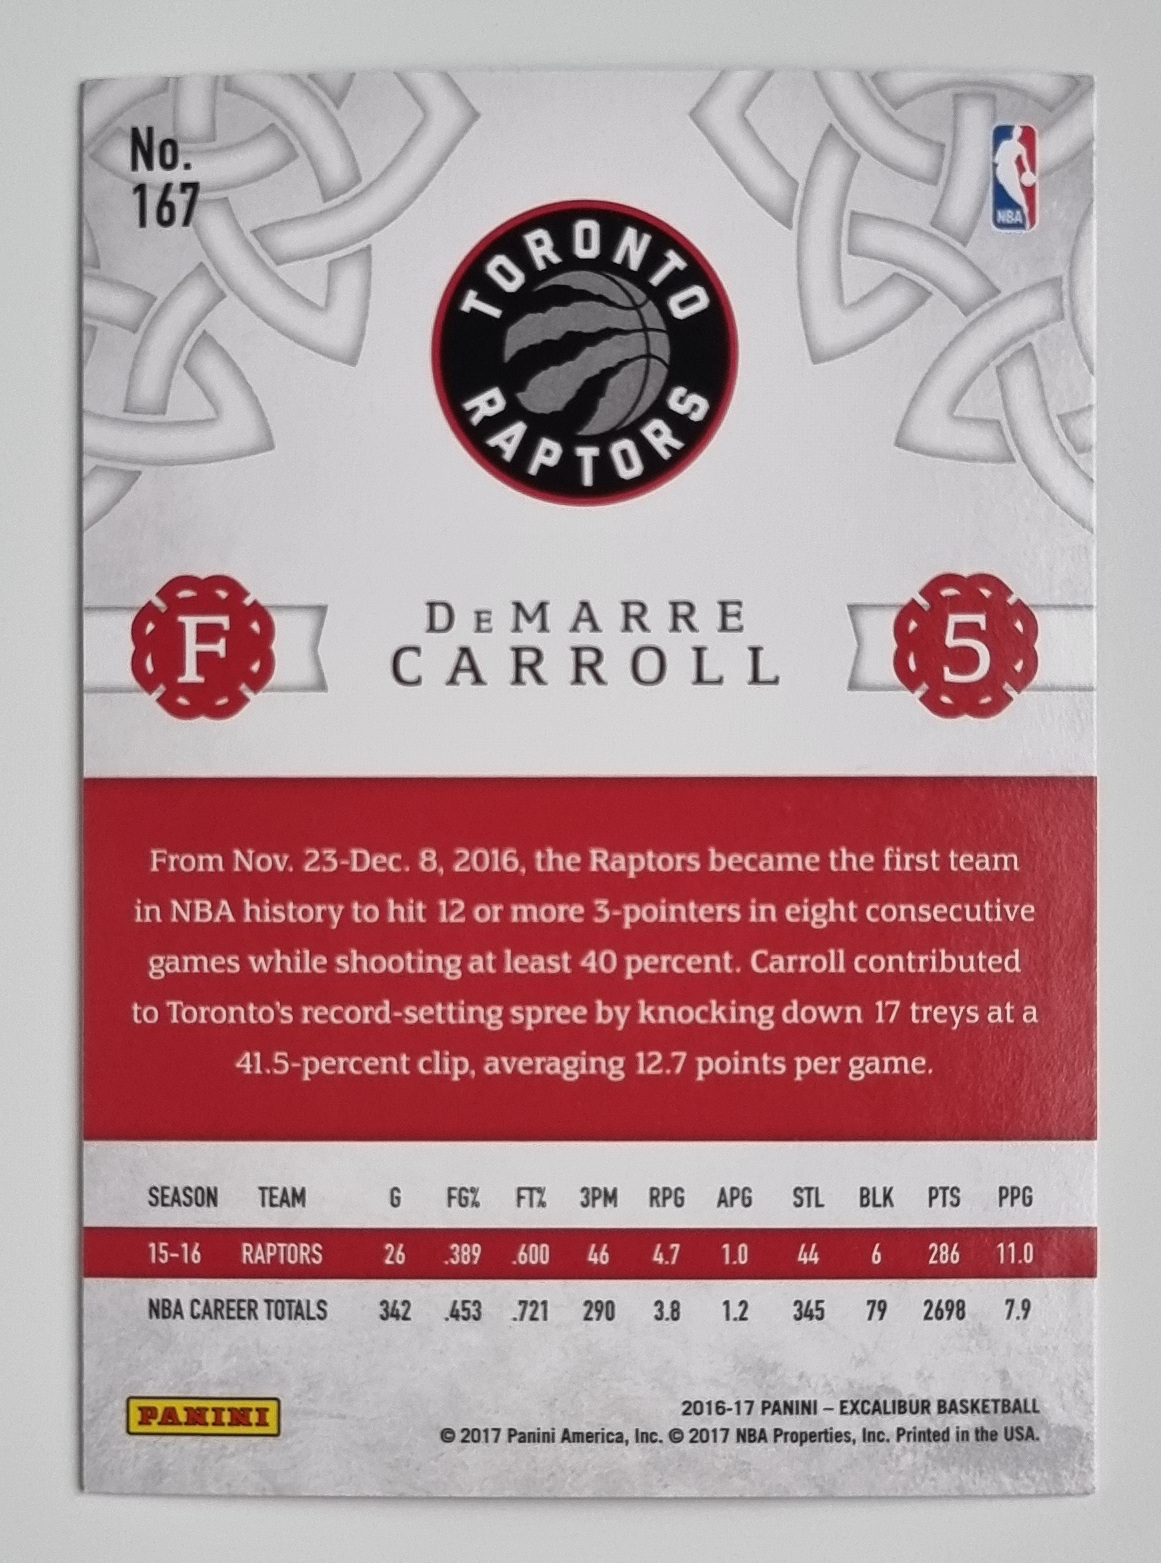 No.
167
NBA
TORONTO
RAPTORS
F
DeMARRE
CARROLL
5
From Nov. 23-Dec. 8, 2016, the Raptors became the first team
in NBA history to hit 12 or more 3-pointers in eight consecutive
games while shooting at least 40 percent. Carroll contributed
to Toronto's record-setting spree by knocking down 17 treys at a
41.5-percent clip, averaging 12.7 points per game.
SEASON TEAM G FG% FT% 3PM RPG APG STL BLK PTS PPG
15-16 RAPTORS 26 .389 .600 46 4.7 1.0 44 6 286 11.0
NBA CAREER TOTALS 342 .453 .721 290 3.8 1.2 345 79 2698 7.9
PANINI
2016-17 PANINI – EXCALIBUR BASKETBALL
© 2017 Panini America, Inc. © 2017 NBA Properties, Inc. Printed in the USA.